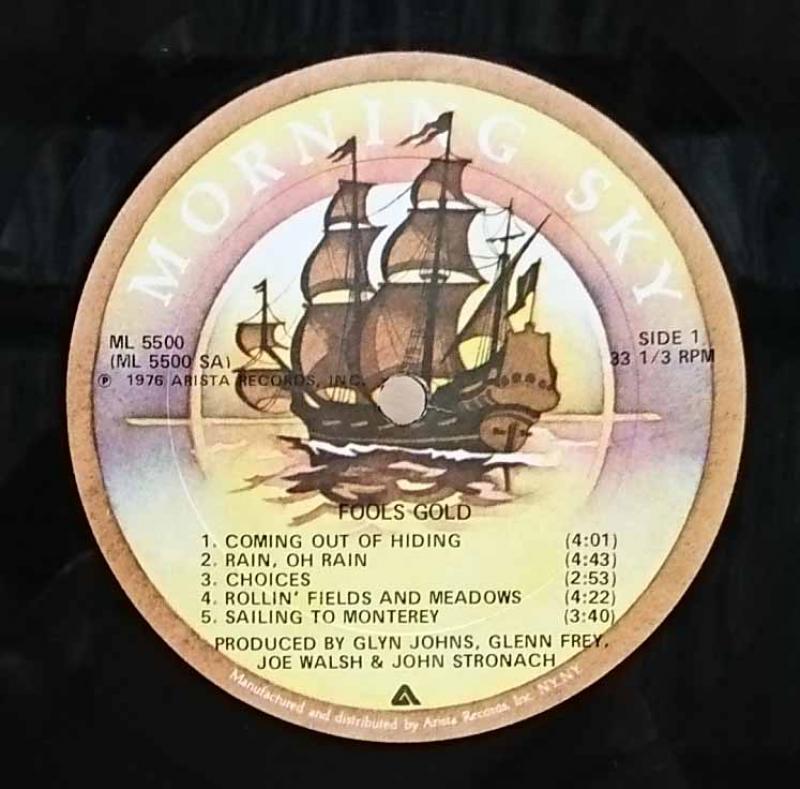 MORNING SKY
ML 5500
(ML 5500 SA)
℗ 1976 ARISTA RECORDS, INC.
SIDE 1
33 1/3 RPM
FOOLS GOLD
1. COMING OUT OF HIDING (4:01)
2. RAIN, OH RAIN (4:43)
3. CHOICES (2:53)
4. ROLLIN' FIELDS AND MEADOWS (4:22)
5. SAILING TO MONTEREY (3:40)
PRODUCED BY GLYN JOHNS, GLENN FREY,
JOE WALSH & JOHN STRONACH
Manufactured and distributed by Arista Records, Inc. NY,NY